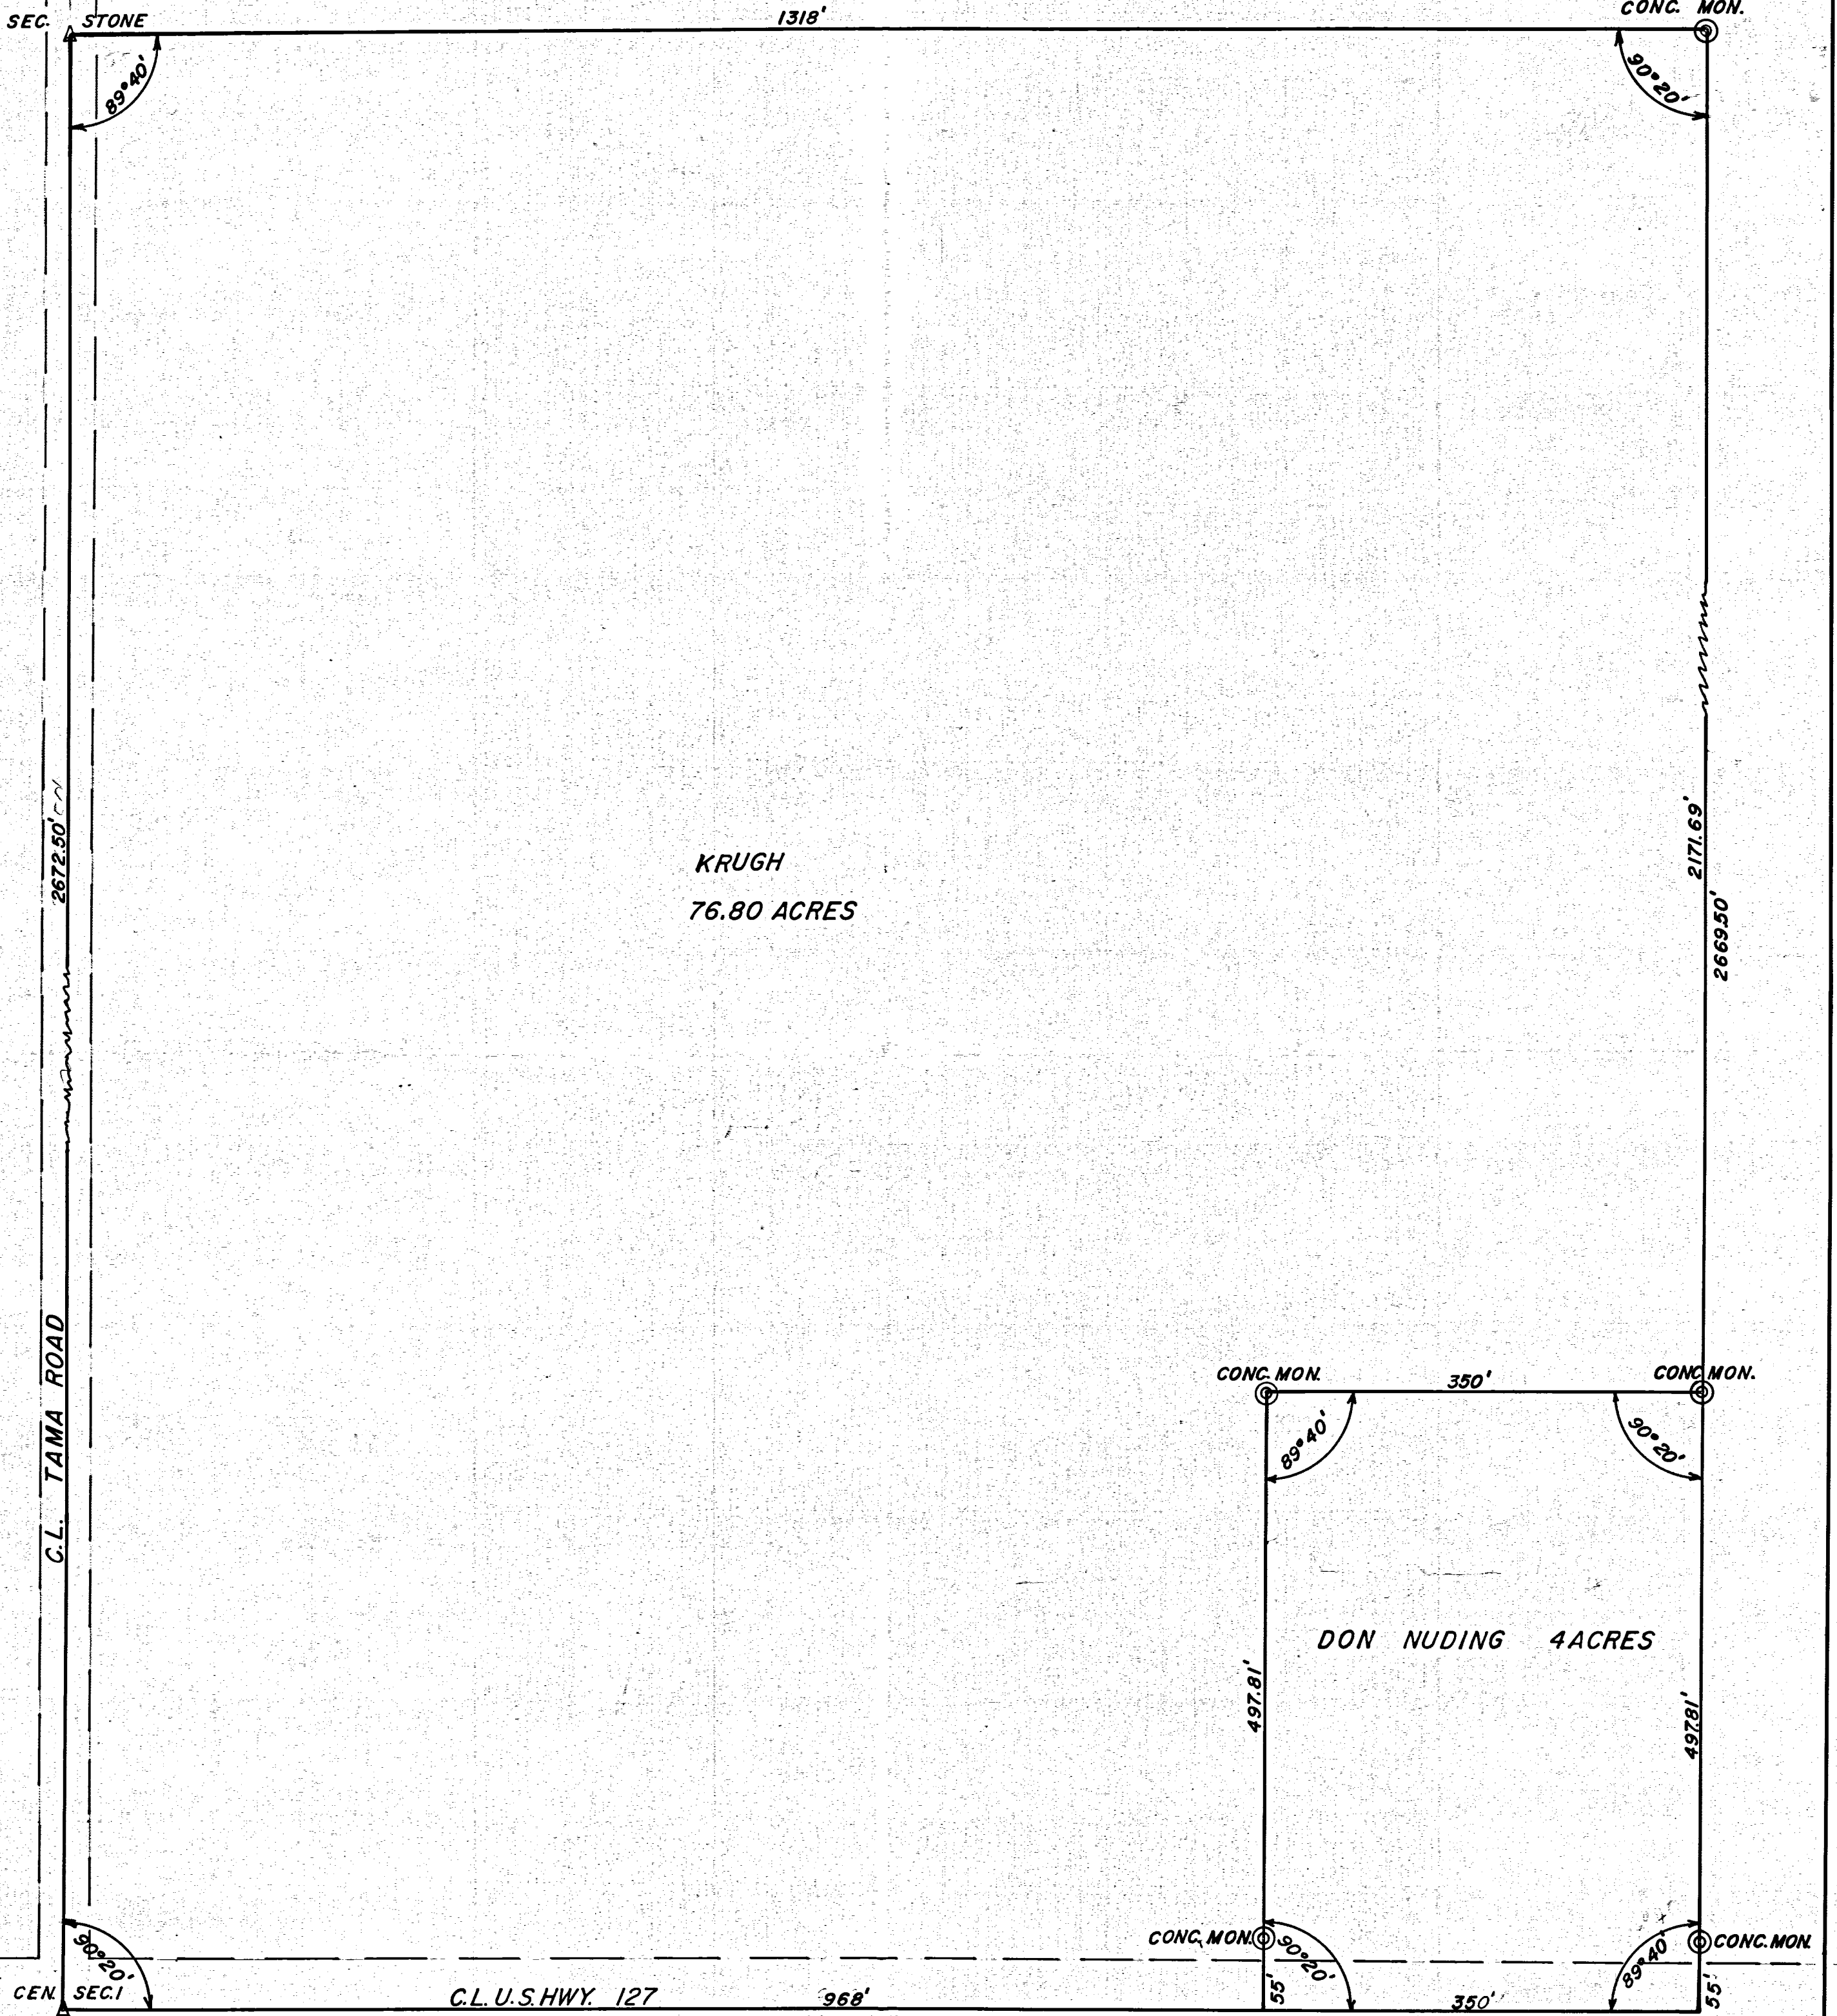 SEC. STONE
1318'
CONC. MON.
89°40'
90°20'
2672.50'
KRUGH
76.80 ACRES
2171.69'
2669.50'
C.L. TAMA ROAD
CONC. MON.
350'
CONC. MON.
89°40'
90°20'
DON NUDING 4 ACRES
497.81'
497.81'
CONC. MON.
90°20'
89°40'
CONC. MON.
90°20'
CEN. SEC. 1
C.L. U.S. HWY. 127
968'
55'
350'
55'